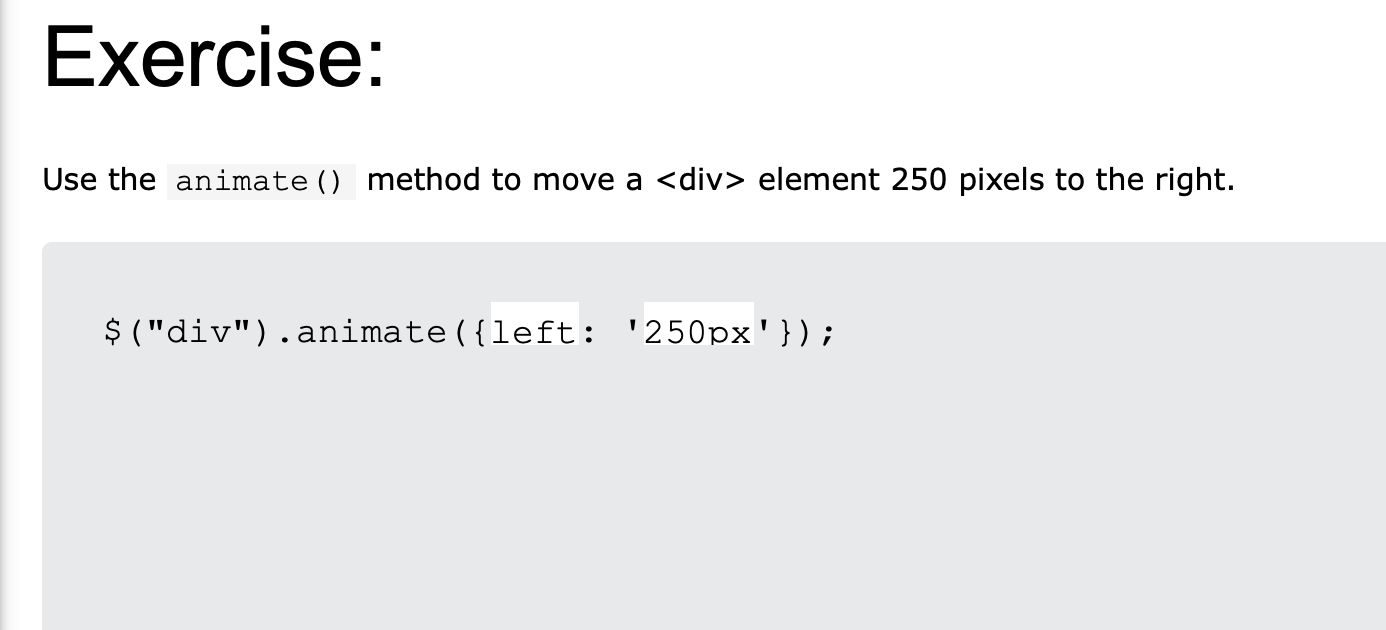 Exercise:
Use the animate() method to move a <div> element 250 pixels to the right.
$("div").animate({left: '250px'});